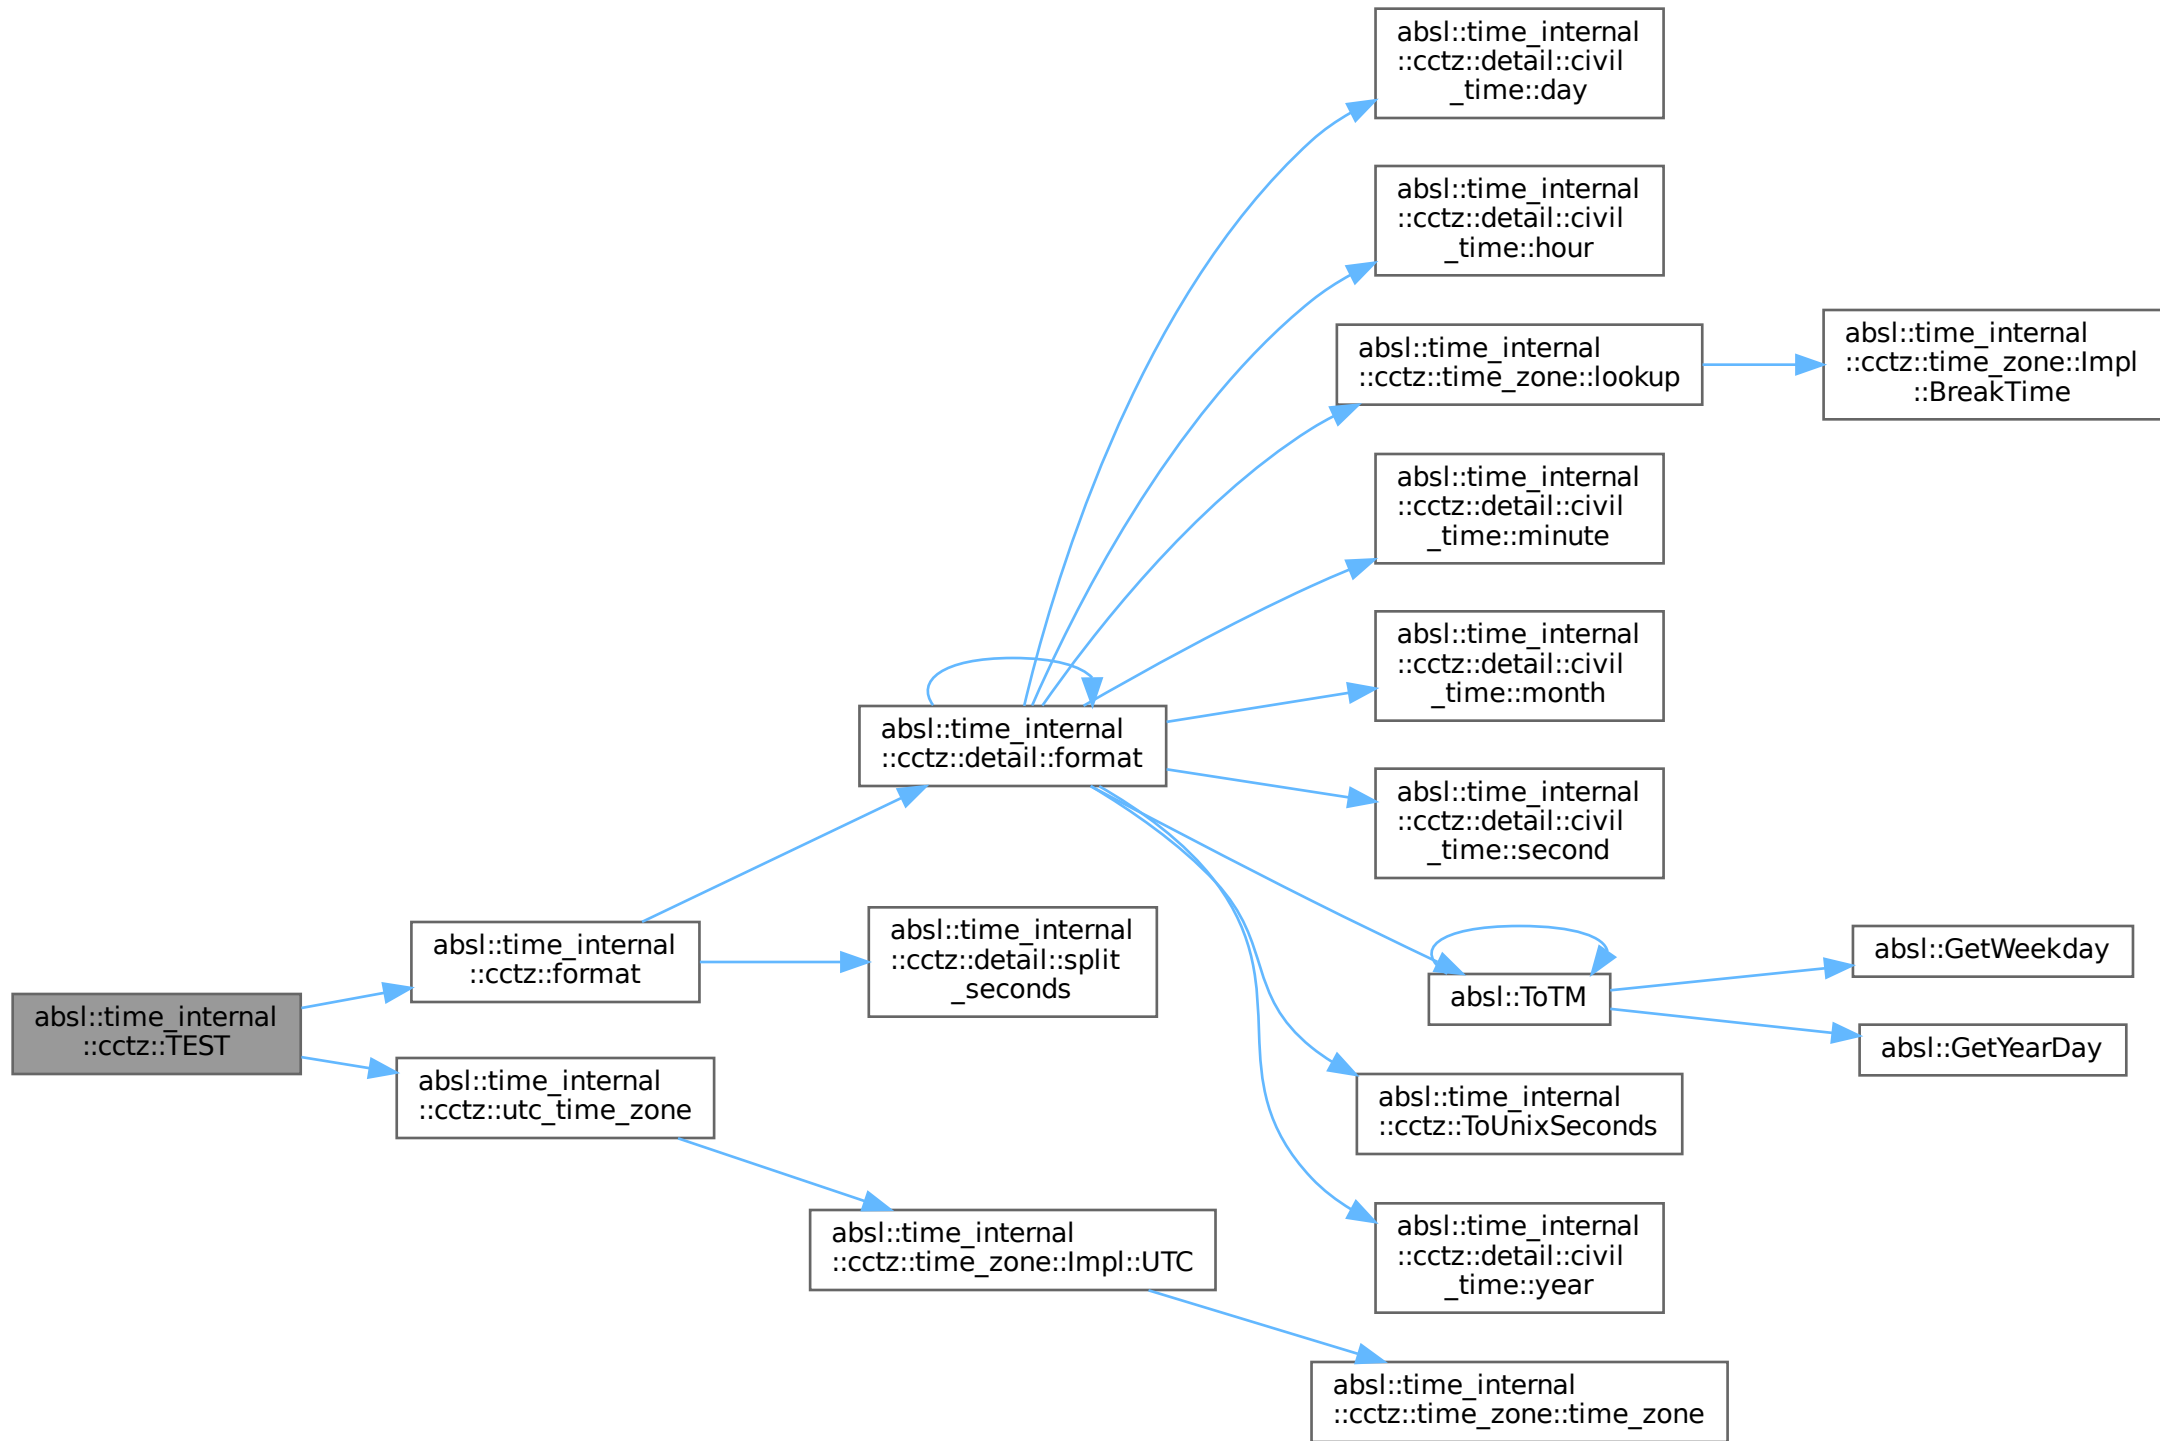 absl::time_internal
::cctz::TEST
absl::time_internal
::cctz::format
absl::time_internal
::cctz::utc_time_zone
absl::time_internal
::cctz::detail::format
absl::time_internal
::cctz::detail::split
_seconds
absl::time_internal
::cctz::time_zone::Impl::UTC
absl::time_internal
::cctz::detail::civil
_time::day
absl::time_internal
::cctz::detail::civil
_time::hour
absl::time_internal
::cctz::time_zone::lookup
absl::time_internal
::cctz::detail::civil
_time::minute
absl::time_internal
::cctz::detail::civil
_time::month
absl::time_internal
::cctz::detail::civil
_time::second
absl::ToTM
absl::time_internal
::cctz::ToUnixSeconds
absl::time_internal
::cctz::detail::civil
_time::year
absl::time_internal
::cctz::time_zone::time_zone
absl::time_internal
::cctz::time_zone::Impl
::BreakTime
absl::GetWeekday
absl::GetYearDay